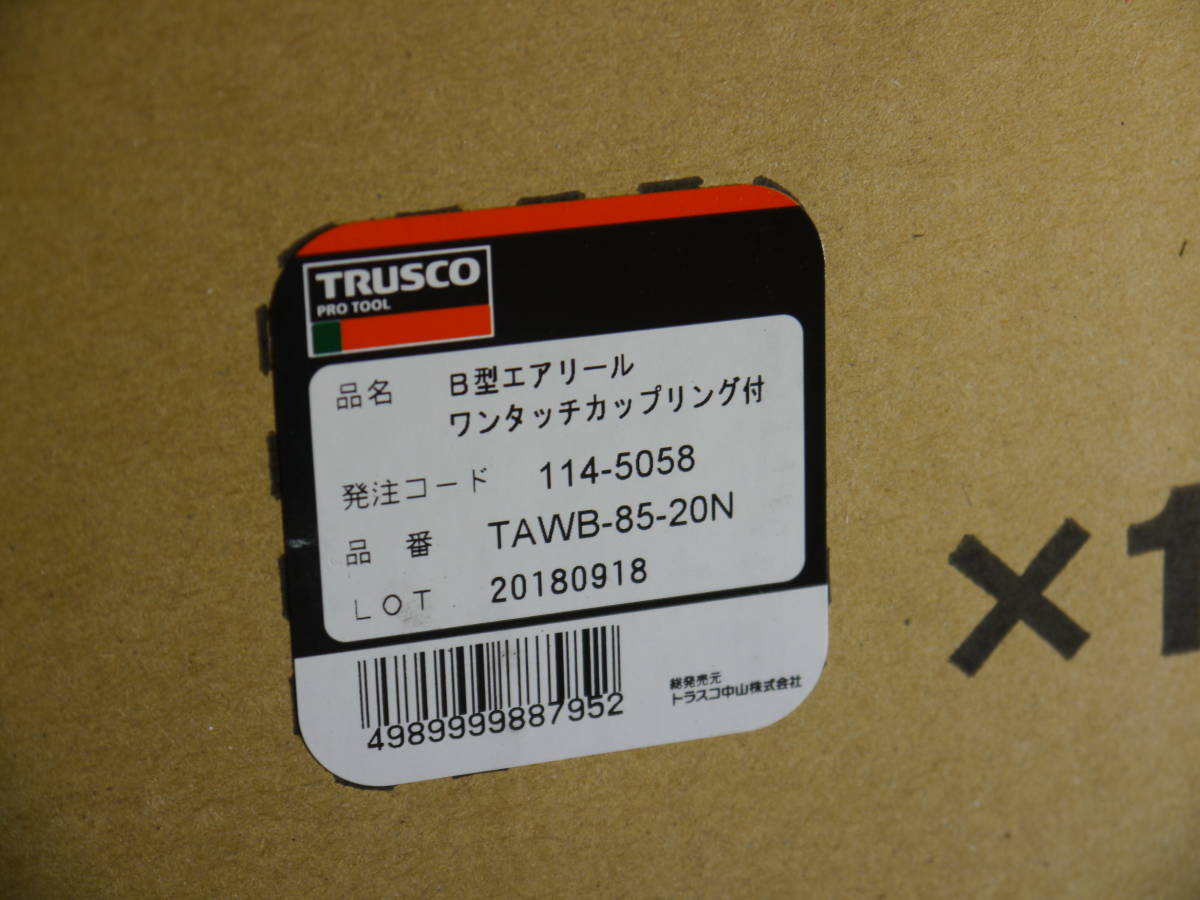 TRUSCO
PRO TOOL
品名 B型エアリール
ワンタッチカップリング付
発注コード 114-5058
品 番 TAWB-85-20N
LOT 20180918
4989999887952
総発売元
トラスコ中山株式会社
×1